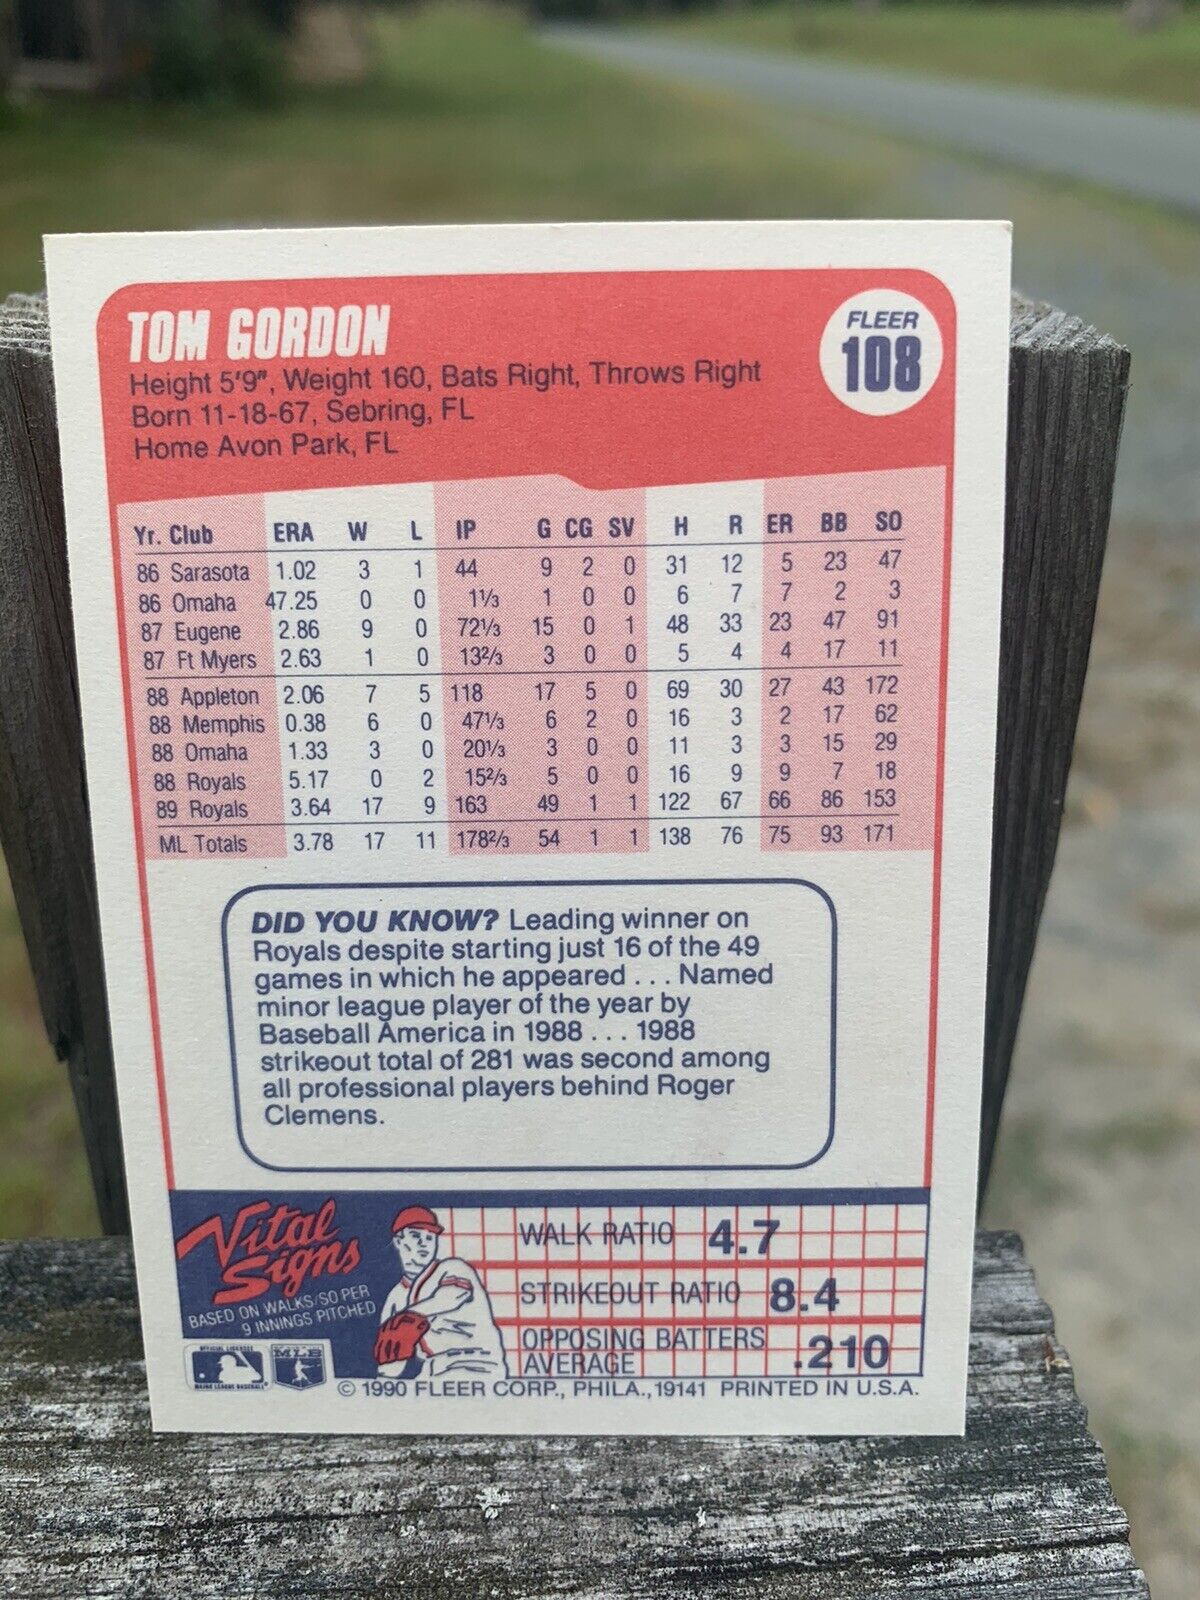 TOM GORDON
FLEER
108
Height 5'9", Weight 160, Bats Right, Throws Right
Born 11-18-67, Sebring, FL
Home Avon Park, FL
Yr. Club ERA W L IP G CG SV H R ER BB SO
86 Sarasota 1.02 3 1 44 9 2 0 31 12 5 23 47
86 Omaha 47.25 0 0 1⅓ 1 0 0 6 7 7 2 3
87 Eugene 2.86 9 0 72⅓ 15 0 1 48 33 23 47 91
87 Ft Myers 2.63 1 0 13⅔ 3 0 0 5 4 4 17 11
88 Appleton 2.06 7 5 118 17 5 0 69 30 27 43 172
88 Memphis 0.38 6 0 47⅓ 6 2 0 16 3 2 17 62
88 Omaha 1.33 3 0 20⅓ 3 0 0 11 3 3 15 29
88 Royals 5.17 0 2 15⅔ 5 0 0 16 9 9 7 18
89 Royals 3.64 17 9 163 49 1 1 122 67 66 86 153
ML Totals 3.78 17 11 178⅔ 54 1 1 138 76 75 93 171
DID YOU KNOW? Leading winner on
Royals despite starting just 16 of the 49
games in which he appeared . . . Named
minor league player of the year by
Baseball America in 1988 . . . 1988
strikeout total of 281 was second among
all professional players behind Roger
Clemens.
Vital
Signs
BASED ON WALKS/SO PER
9 INNINGS PITCHED
WALK RATIO 4.7
STRIKEOUT RATIO 8.4
OPPOSING BATTERS
AVERAGE .210
OFFICIAL LICENSEE
MAJOR LEAGUE BASEBALL
MLB
© 1990 FLEER CORP., PHILA., 19141 PRINTED IN U.S.A.